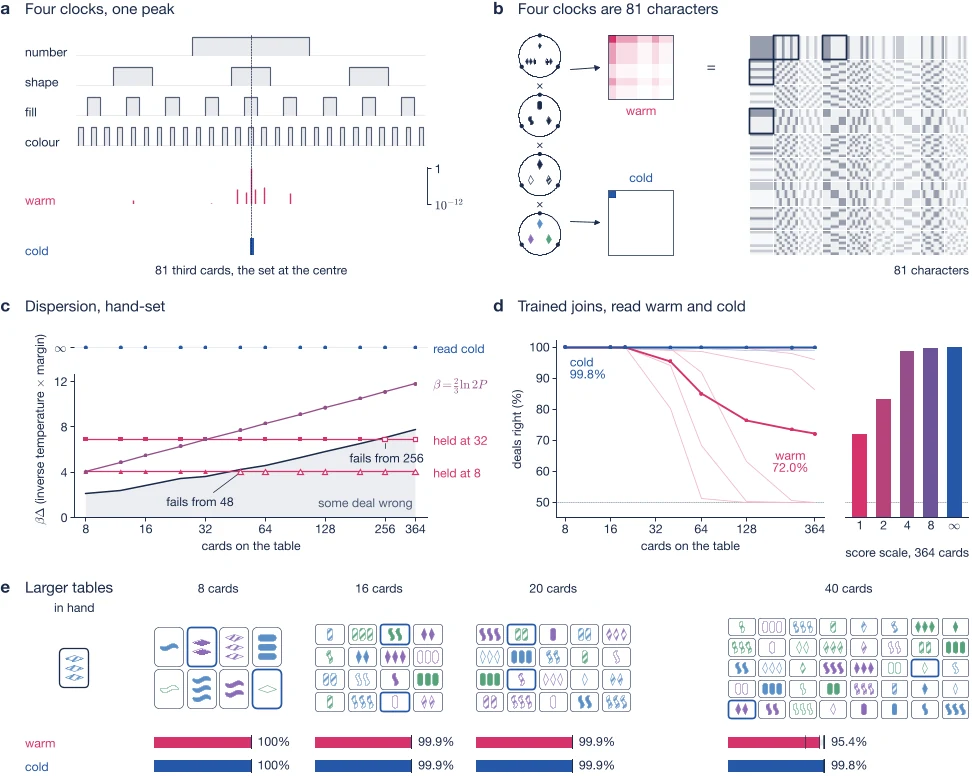 a Four clocks, one peak
number
shape
fill
colour
warm
1
10⁻¹²
cold
81 third cards, the set at the centre
b Four clocks are 81 characters
×
×
×
warm
cold
=
81 characters
c Dispersion, hand-set
βΔ (inverse temperature × margin)
∞
12
8
4
0
read cold
β = 2/3 ln 2P
held at 32
fails from 256
held at 8
fails from 48
some deal wrong
8 16 32 64 128 256 364
cards on the table
d Trained joins, read warm and cold
deals right (%)
100
90
80
70
60
50
cold
99.8%
warm
72.0%
8 16 32 64 128 364
cards on the table
1 2 4 8 ∞
score scale, 364 cards
e Larger tables
in hand
8 cards
16 cards
20 cards
40 cards
warm 100% 99.9% 99.9% 95.4%
cold 100% 99.9% 99.9% 99.8%